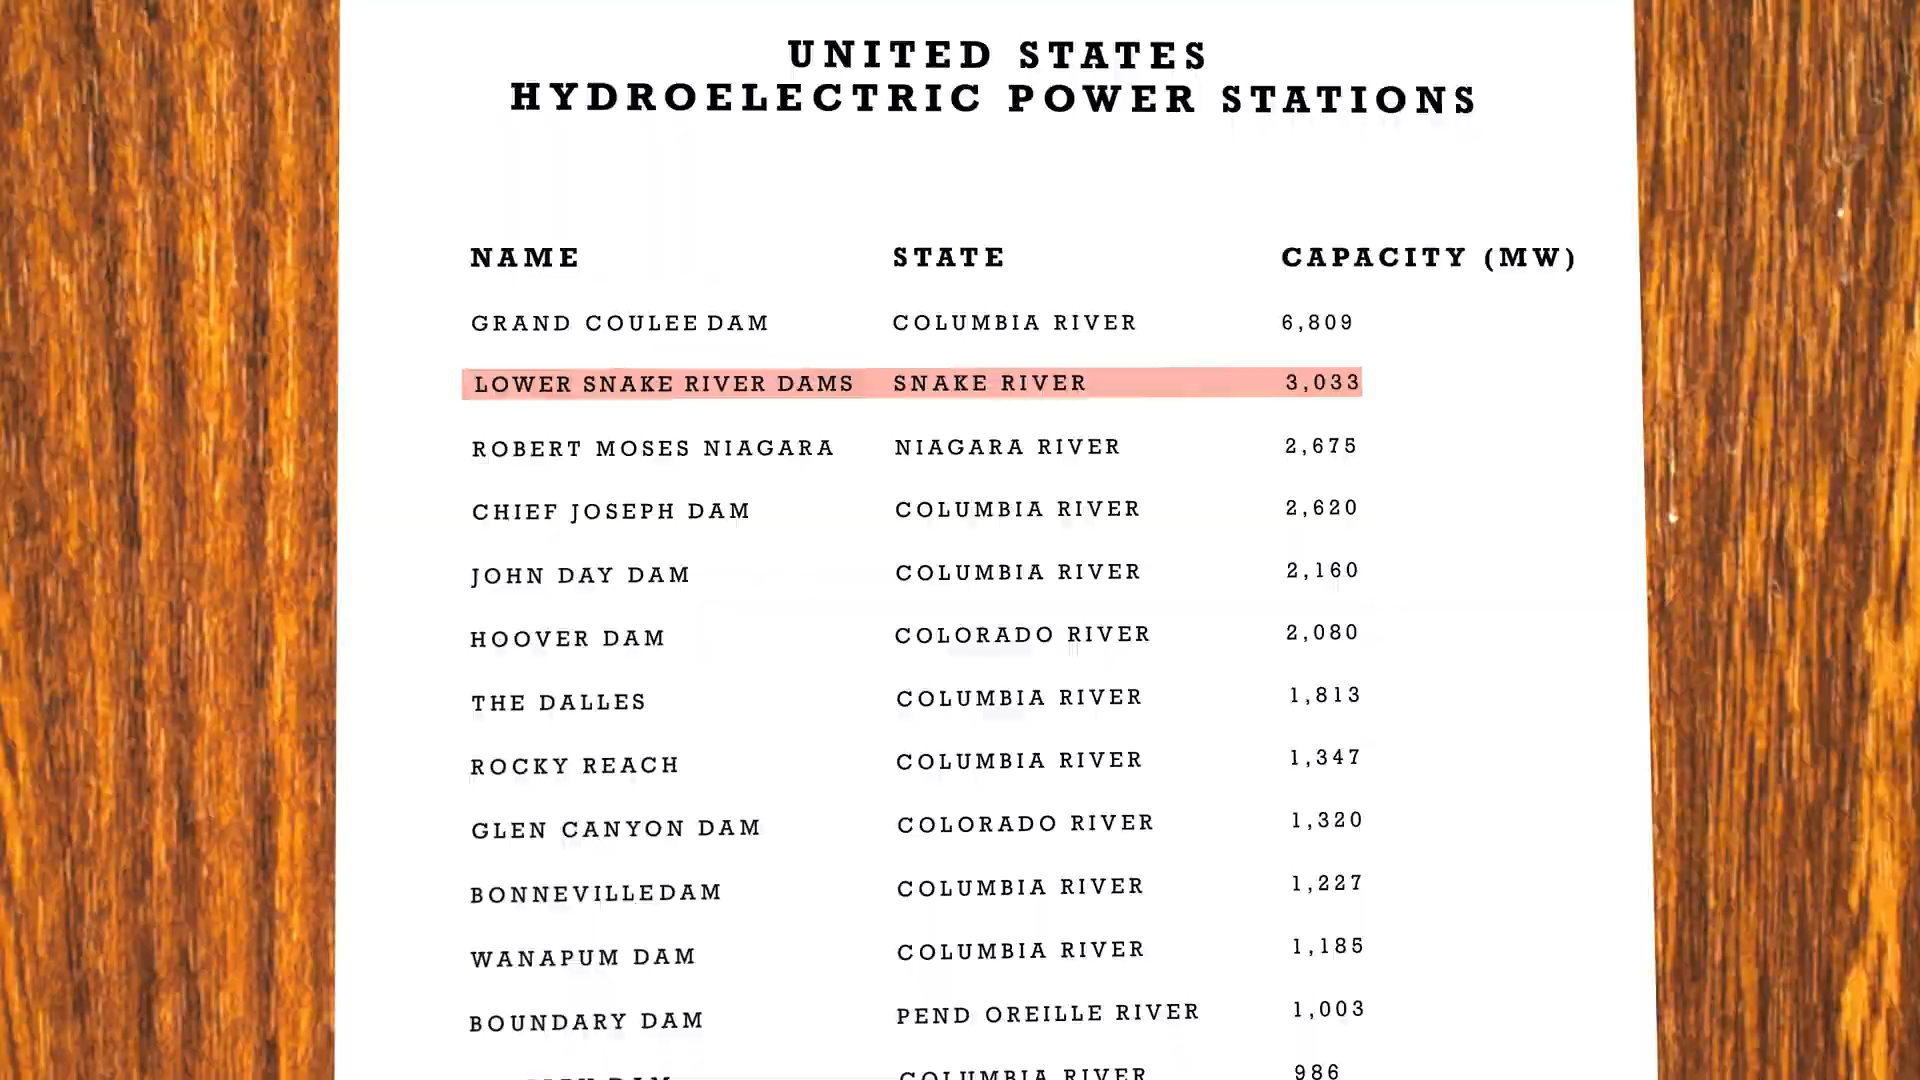 UNITED STATES
HYDROELECTRIC POWER STATIONS
NAME STATE CAPACITY (MW)
GRAND COULEE DAM COLUMBIA RIVER 6,809
LOWER SNAKE RIVER DAMS SNAKE RIVER 3,033
ROBERT MOSES NIAGARA NIAGARA RIVER 2,675
CHIEF JOSEPH DAM COLUMBIA RIVER 2,620
JOHN DAY DAM COLUMBIA RIVER 2,160
HOOVER DAM COLORADO RIVER 2,080
THE DALLES COLUMBIA RIVER 1,813
ROCKY REACH COLUMBIA RIVER 1,347
GLEN CANYON DAM COLORADO RIVER 1,320
BONNEVILLEDAM COLUMBIA RIVER 1,227
WANAPUM DAM COLUMBIA RIVER 1,185
BOUNDARY DAM PEND OREILLE RIVER 1,003
DAM COLUMBIA RIVER 986